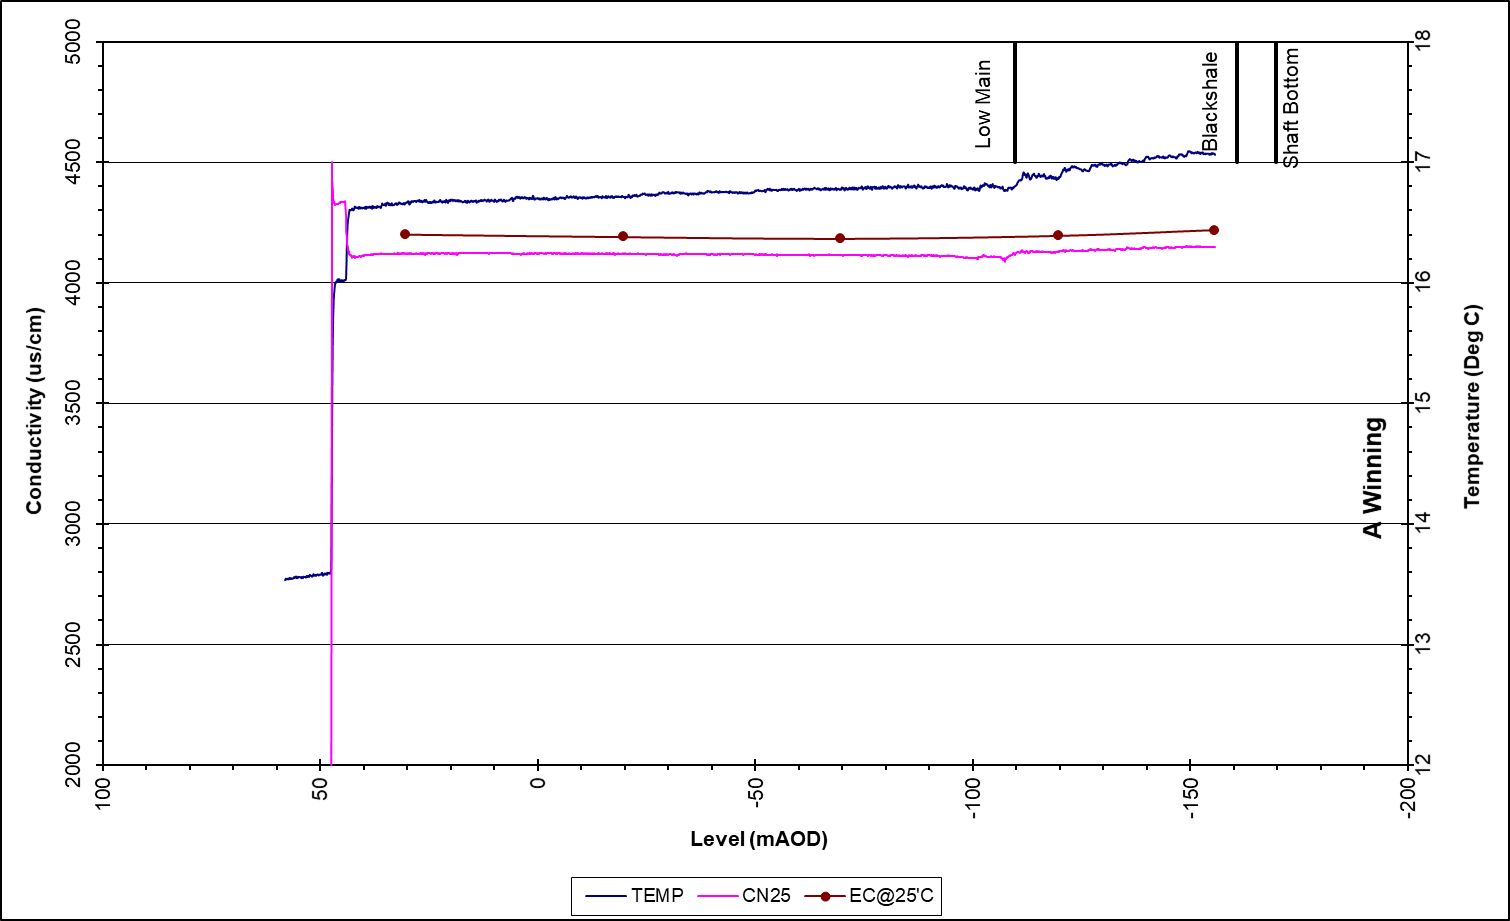 5000
4500
4000
3500
3000
2500
2000
Conductivity (us/cm)
18
17
16
15
14
13
12
Temperature (Deg C)
Low Main
Blackshale
Shaft Bottom
A Winning
100
50
0
-50
-100
-150
-200
Level (mAOD)
TEMP
CN25
EC@25'C